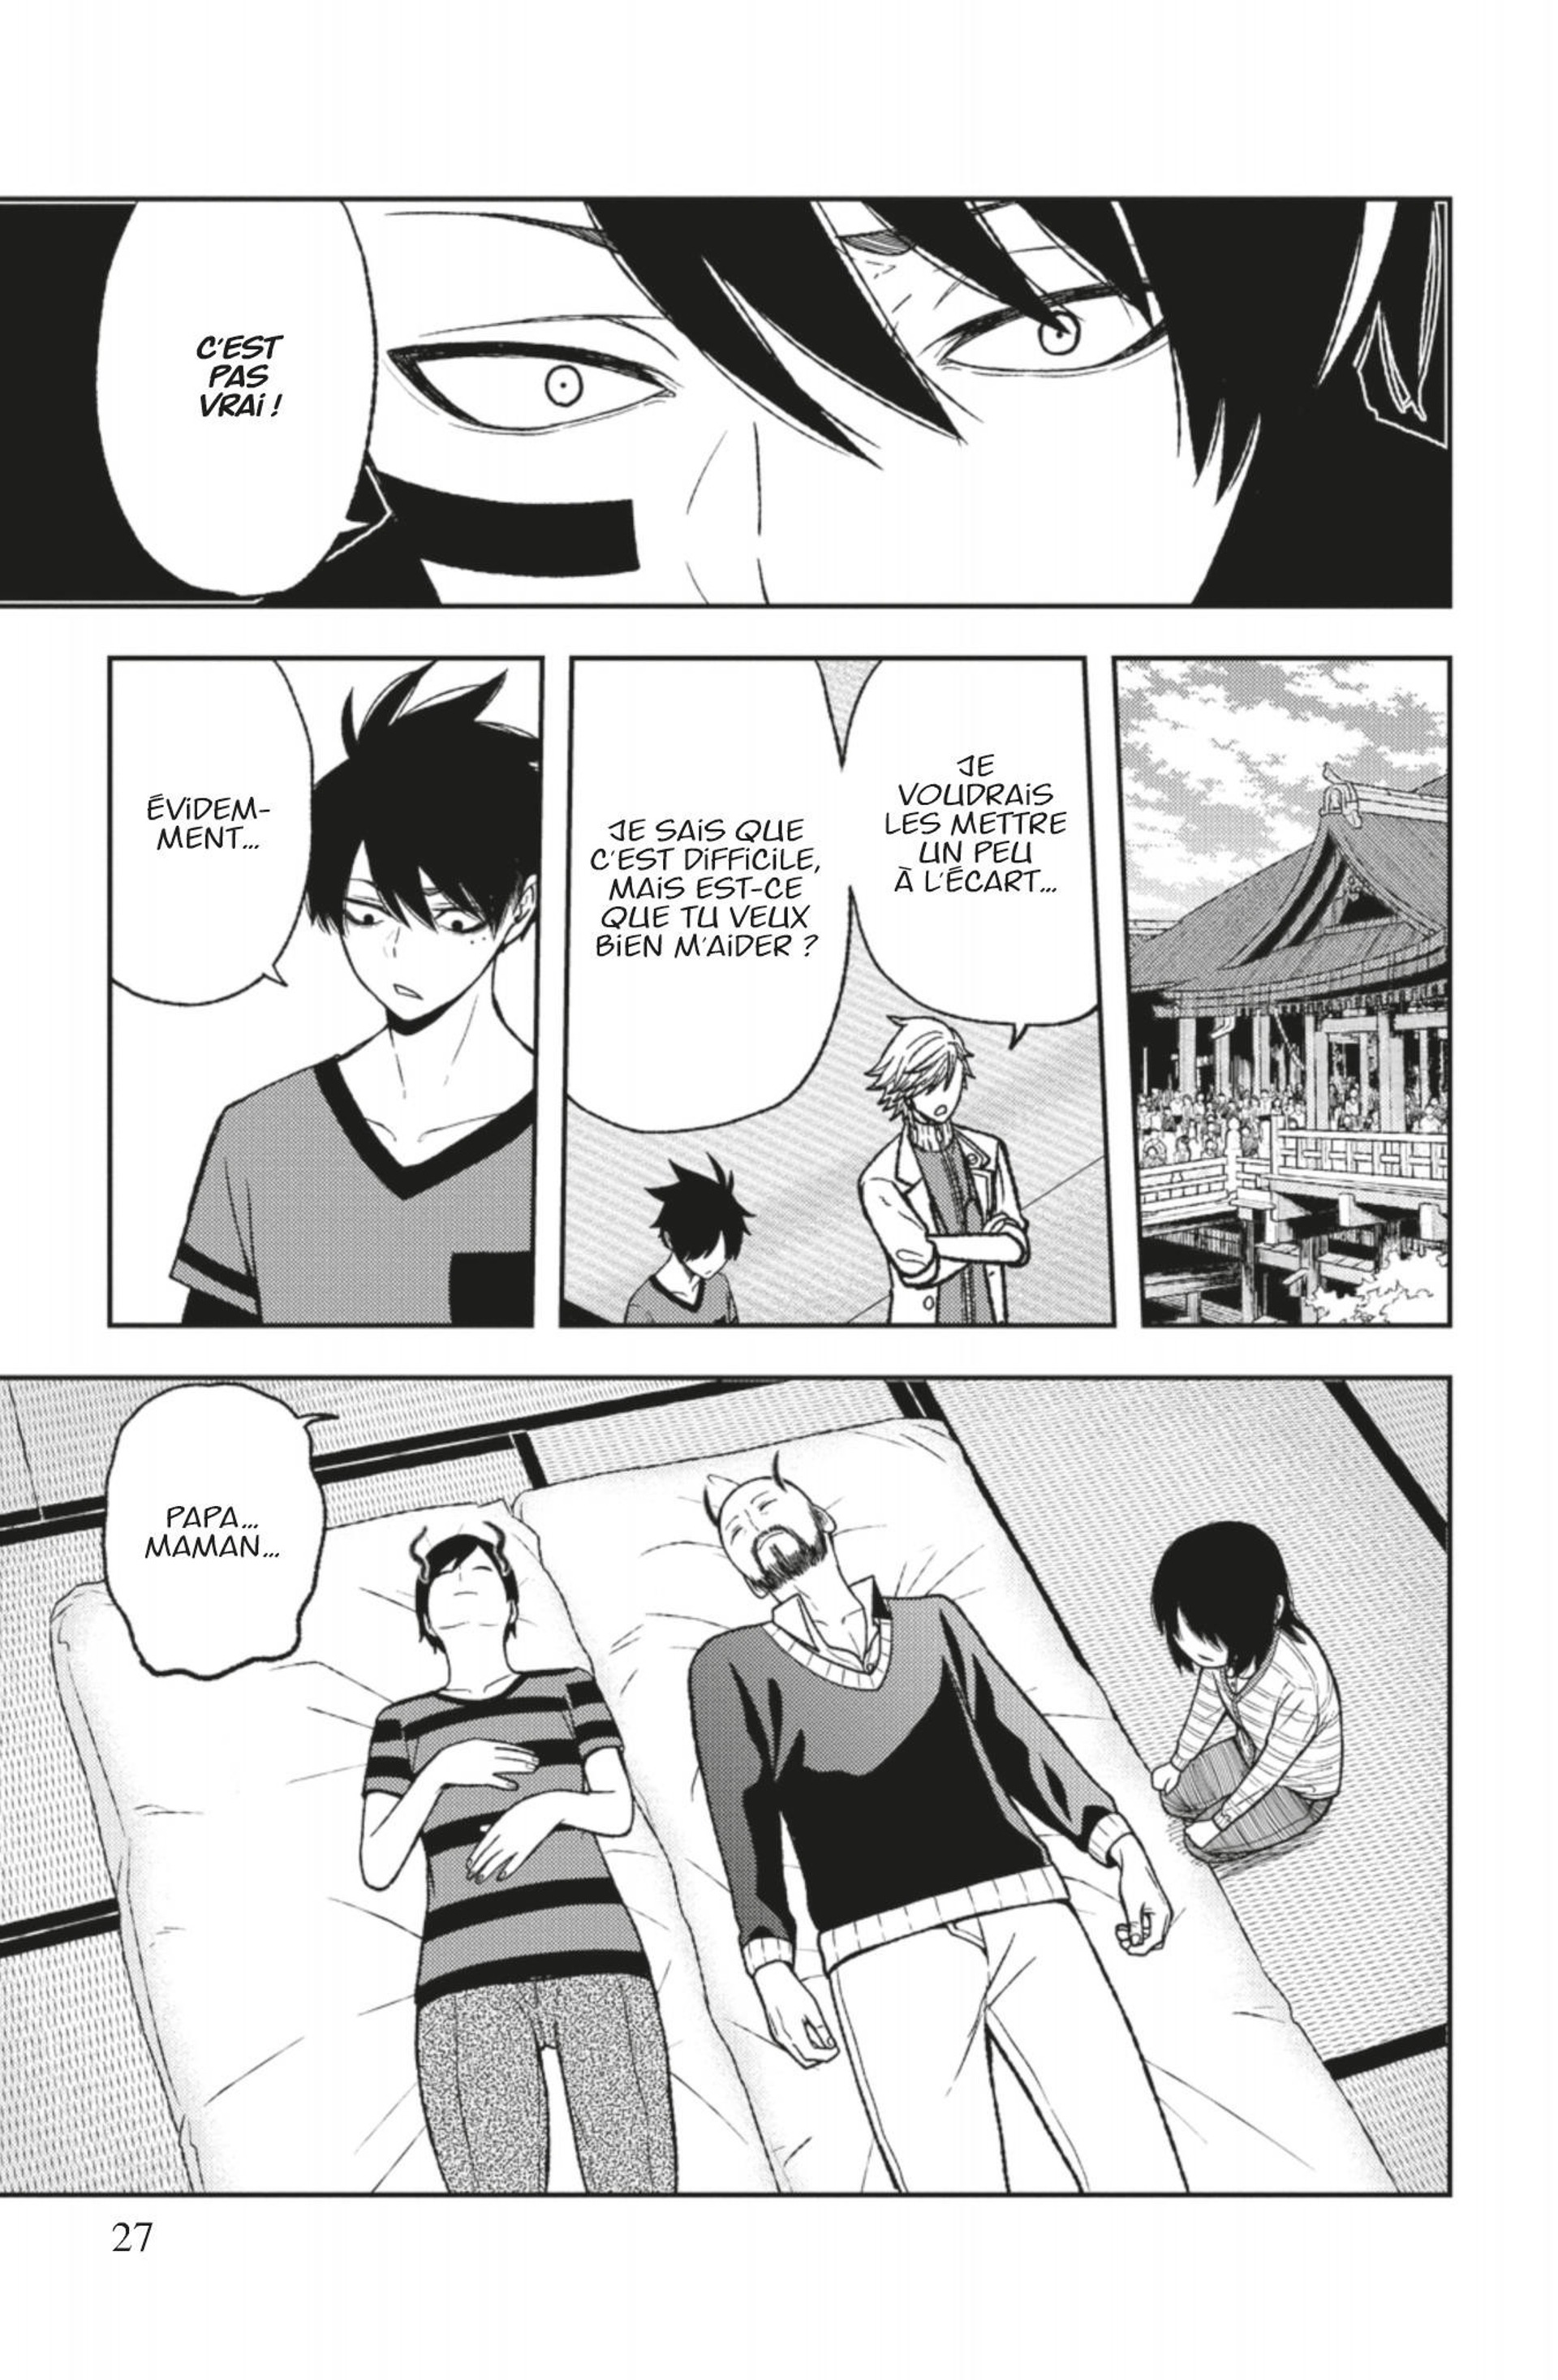 C'EST
PAS
VRAI !
JE
VOUDRAIS
LES METTRE
UN PEU
À L'ÉCART...
JE SAIS QUE
C'EST DIFFICILE,
MAIS EST-CE
QUE TU VEUX
BIEN M'AIDER ?
ÉVIDEM-
MENT...
PAPA...
MAMAN...
27